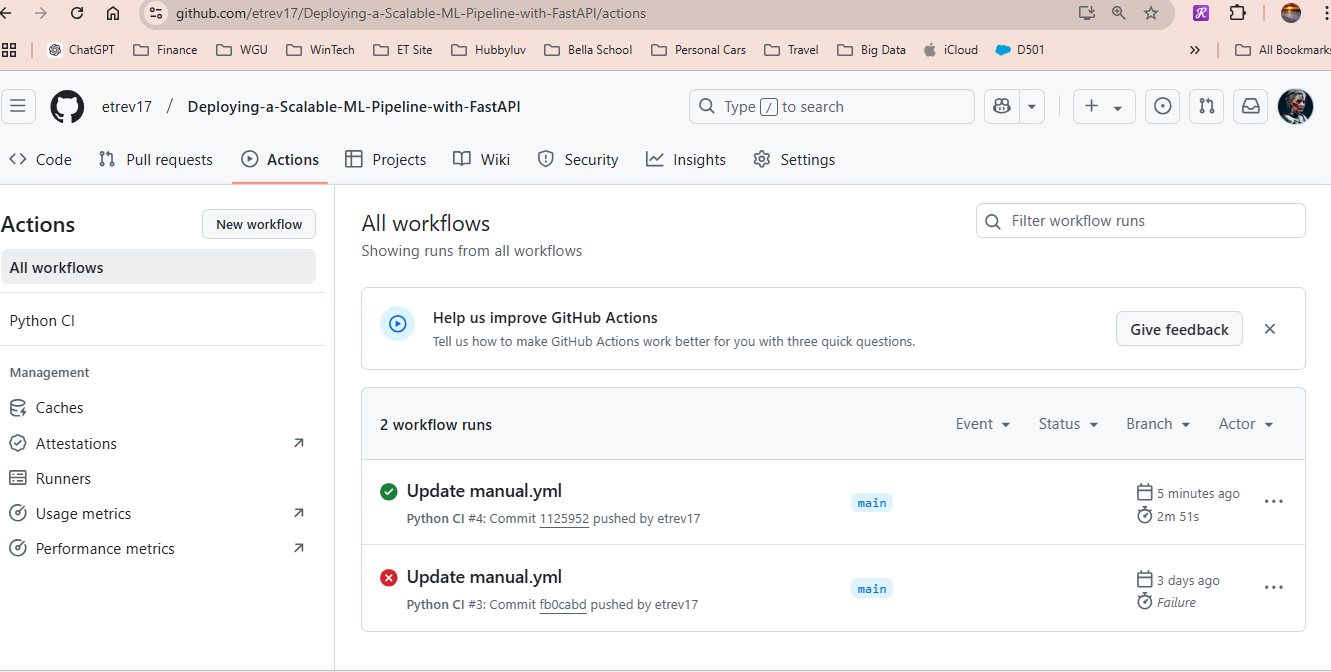 github.com/etrev17/Deploying-a-Scalable-ML-Pipeline-with-FastAPI/actions
ChatGPT Finance WGU WinTech ET Site Hubbyluv Bella School Personal Cars Travel Big Data iCloud D501 » All Bookmarks
etrev17 / Deploying-a-Scalable-ML-Pipeline-with-FastAPI Type / to search
Code Pull requests Actions Projects Wiki Security Insights Settings
Actions New workflow
All workflows
Python CI
Management
Caches
Attestations
Runners
Usage metrics
Performance metrics
All workflows
Showing runs from all workflows
Filter workflow runs
Help us improve GitHub Actions
Tell us how to make GitHub Actions work better for you with three quick questions.
Give feedback
2 workflow runs Event Status Branch Actor
Update manual.yml
Python CI #4: Commit 1125952 pushed by etrev17
main
5 minutes ago
2m 51s
Update manual.yml
Python CI #3: Commit fb0cabd pushed by etrev17
main
3 days ago
Failure